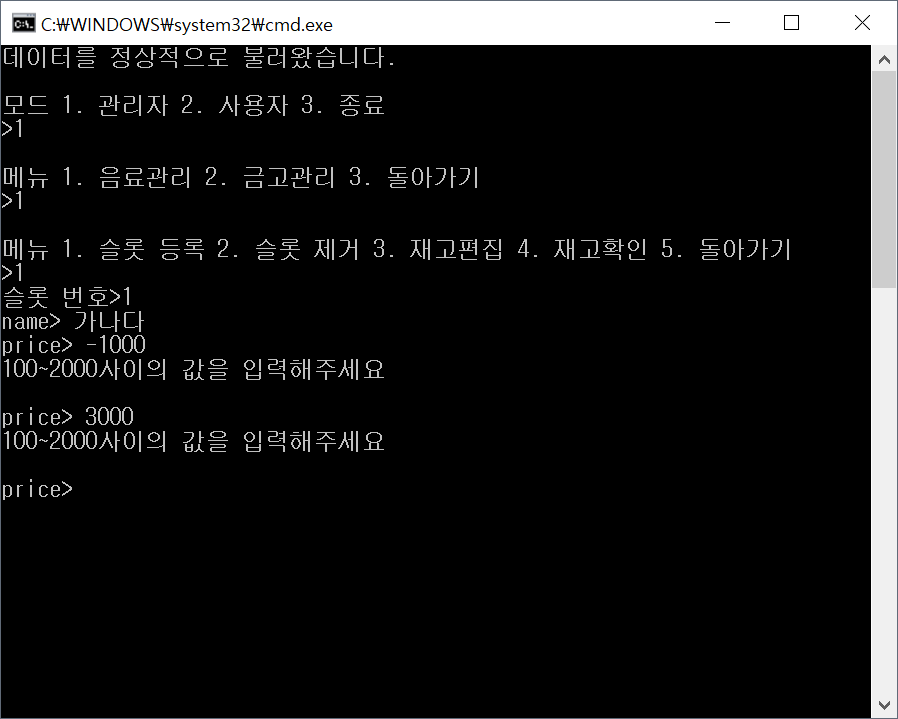 C:\WINDOWS\system32\cmd.exe
데이터를 정상적으로 불러왔습니다.
모드 1. 관리자 2. 사용자 3. 종료
>1
메뉴 1. 음료관리 2. 금고관리 3. 돌아가기
>1
메뉴 1. 슬롯 등록 2. 슬롯 제거 3. 재고편집 4. 재고확인 5. 돌아가기
>1
슬롯 번호>1
name> 가나다
price> -1000
100~2000사이의 값을 입력해주세요
price> 3000
100~2000사이의 값을 입력해주세요
price>